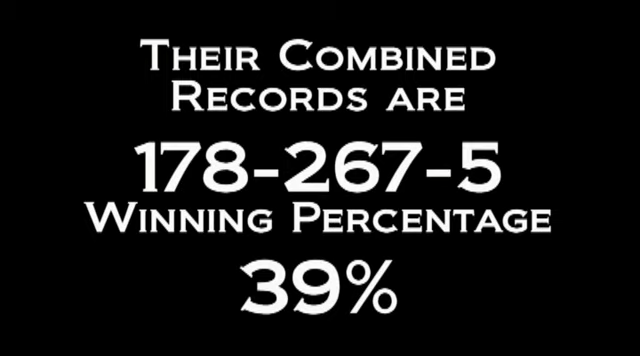 Their Combined
Records are
178-267-5
Winning Percentage
39%